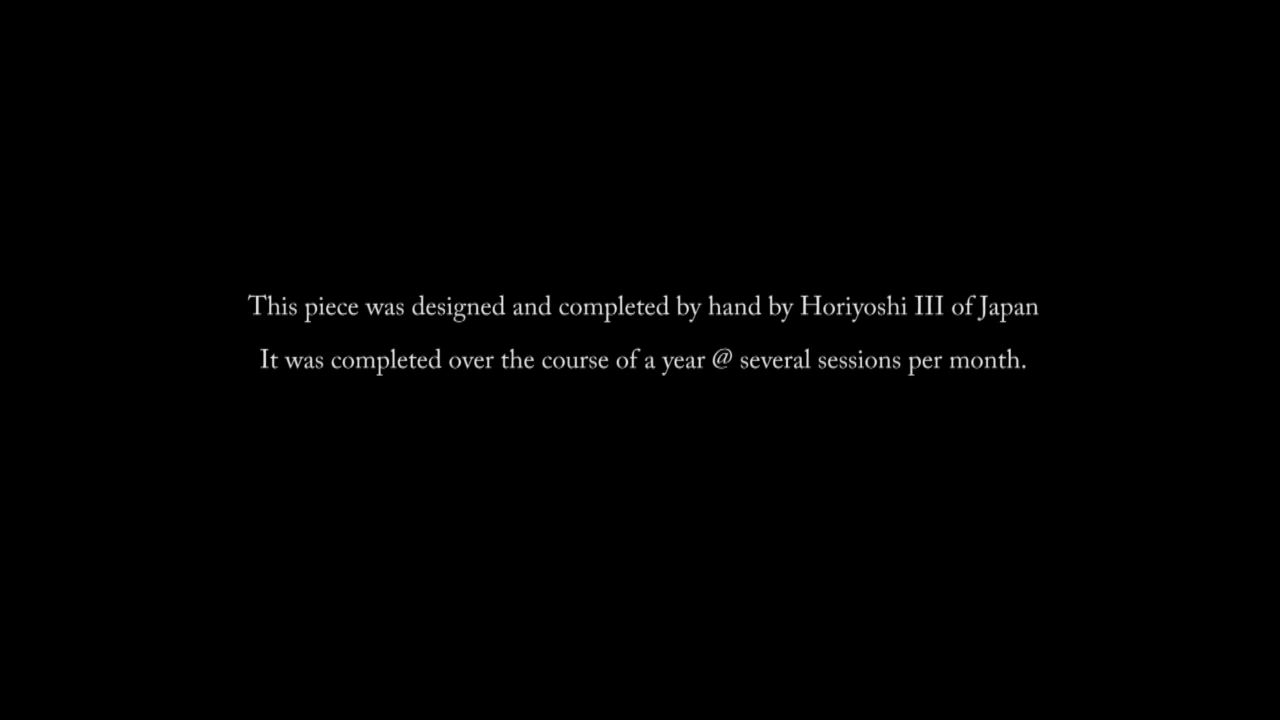 This piece was designed and completed by hand by Horiyoshi III of Japan
It was completed over the course of a year @ several sessions per month.